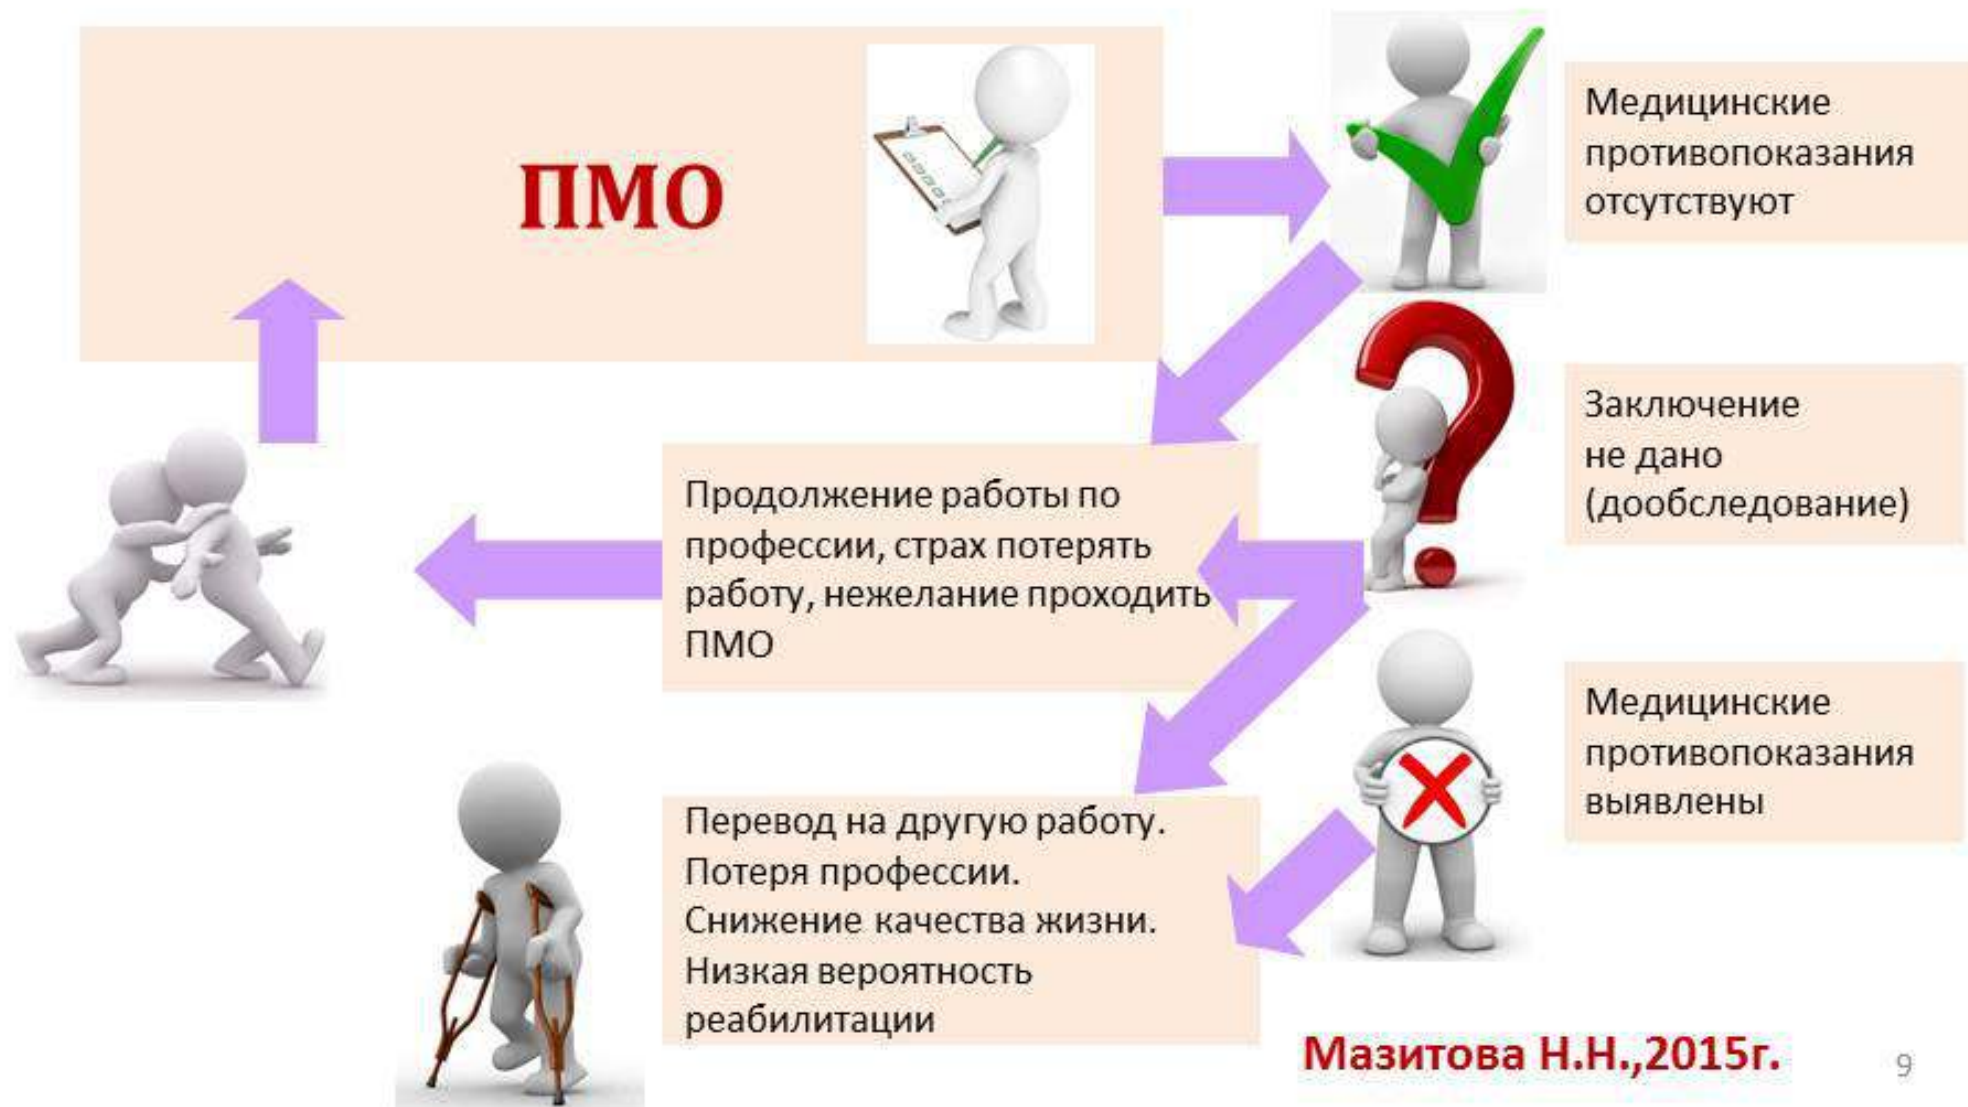 ПМО
Медицинские
противопоказания
отсутствуют
Заключение
не дано
(дообследование)
Продолжение работы по
профессии, страх потерять
работу, нежелание проходить
ПМО
Медицинские
противопоказания
выявлены
Перевод на другую работу.
Потеря профессии.
Снижение качества жизни.
Низкая вероятность
реабилитации
Мазитова Н.Н.,2015г.
9